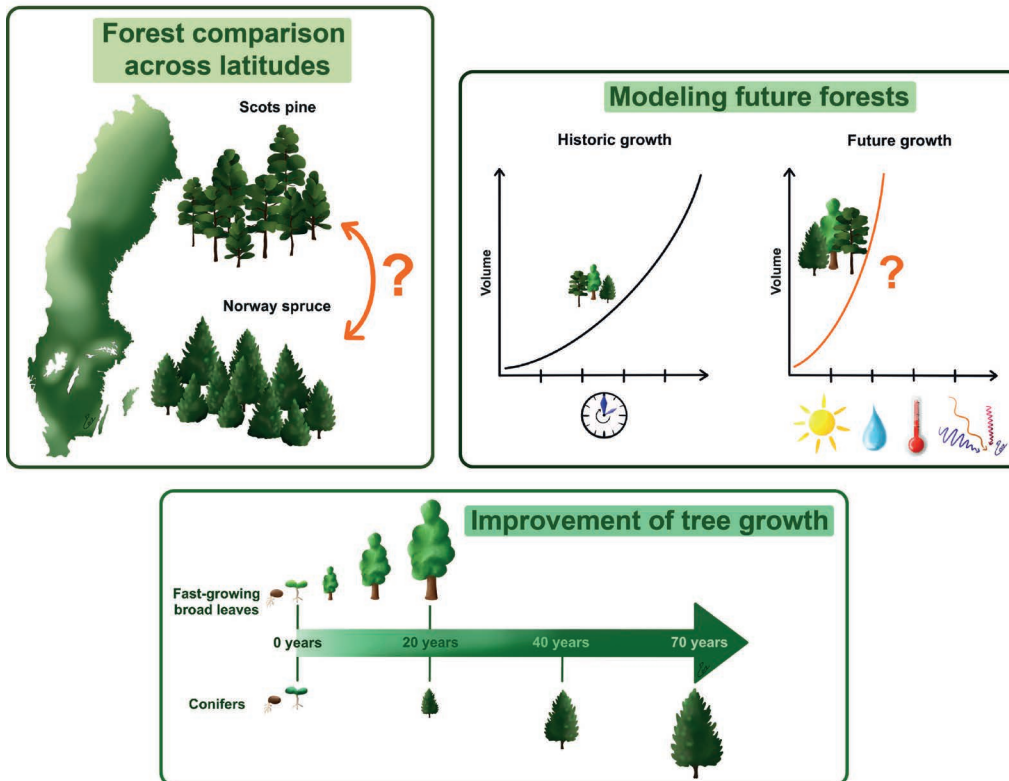 Forest comparison
across latitudes
Scots pine
?
Norway spruce
Modeling future forests
Historic growth
Volume
Future growth
Volume
?
Improvement of tree growth
Fast-growing
broad leaves
0 years
20 years
40 years
70 years
Conifers